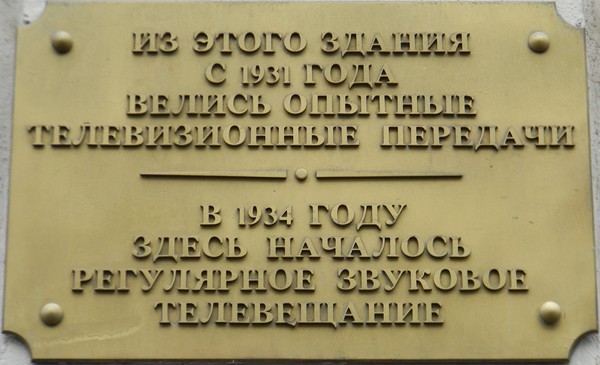 ИЗ ЭТОГО ЗДАНИЯ
С 1931 ГОДА
ВЕЛИСЬ ОПЫТНЫЕ
ТЕЛЕВИЗИОННЫЕ ПЕРЕДАЧИ
В 1934 ГОДУ
ЗДЕСЬ НАЧАЛОСЬ
РЕГУЛЯРНОЕ ЗВУКОВОЕ
ТЕЛЕВЕЩАНИЕ